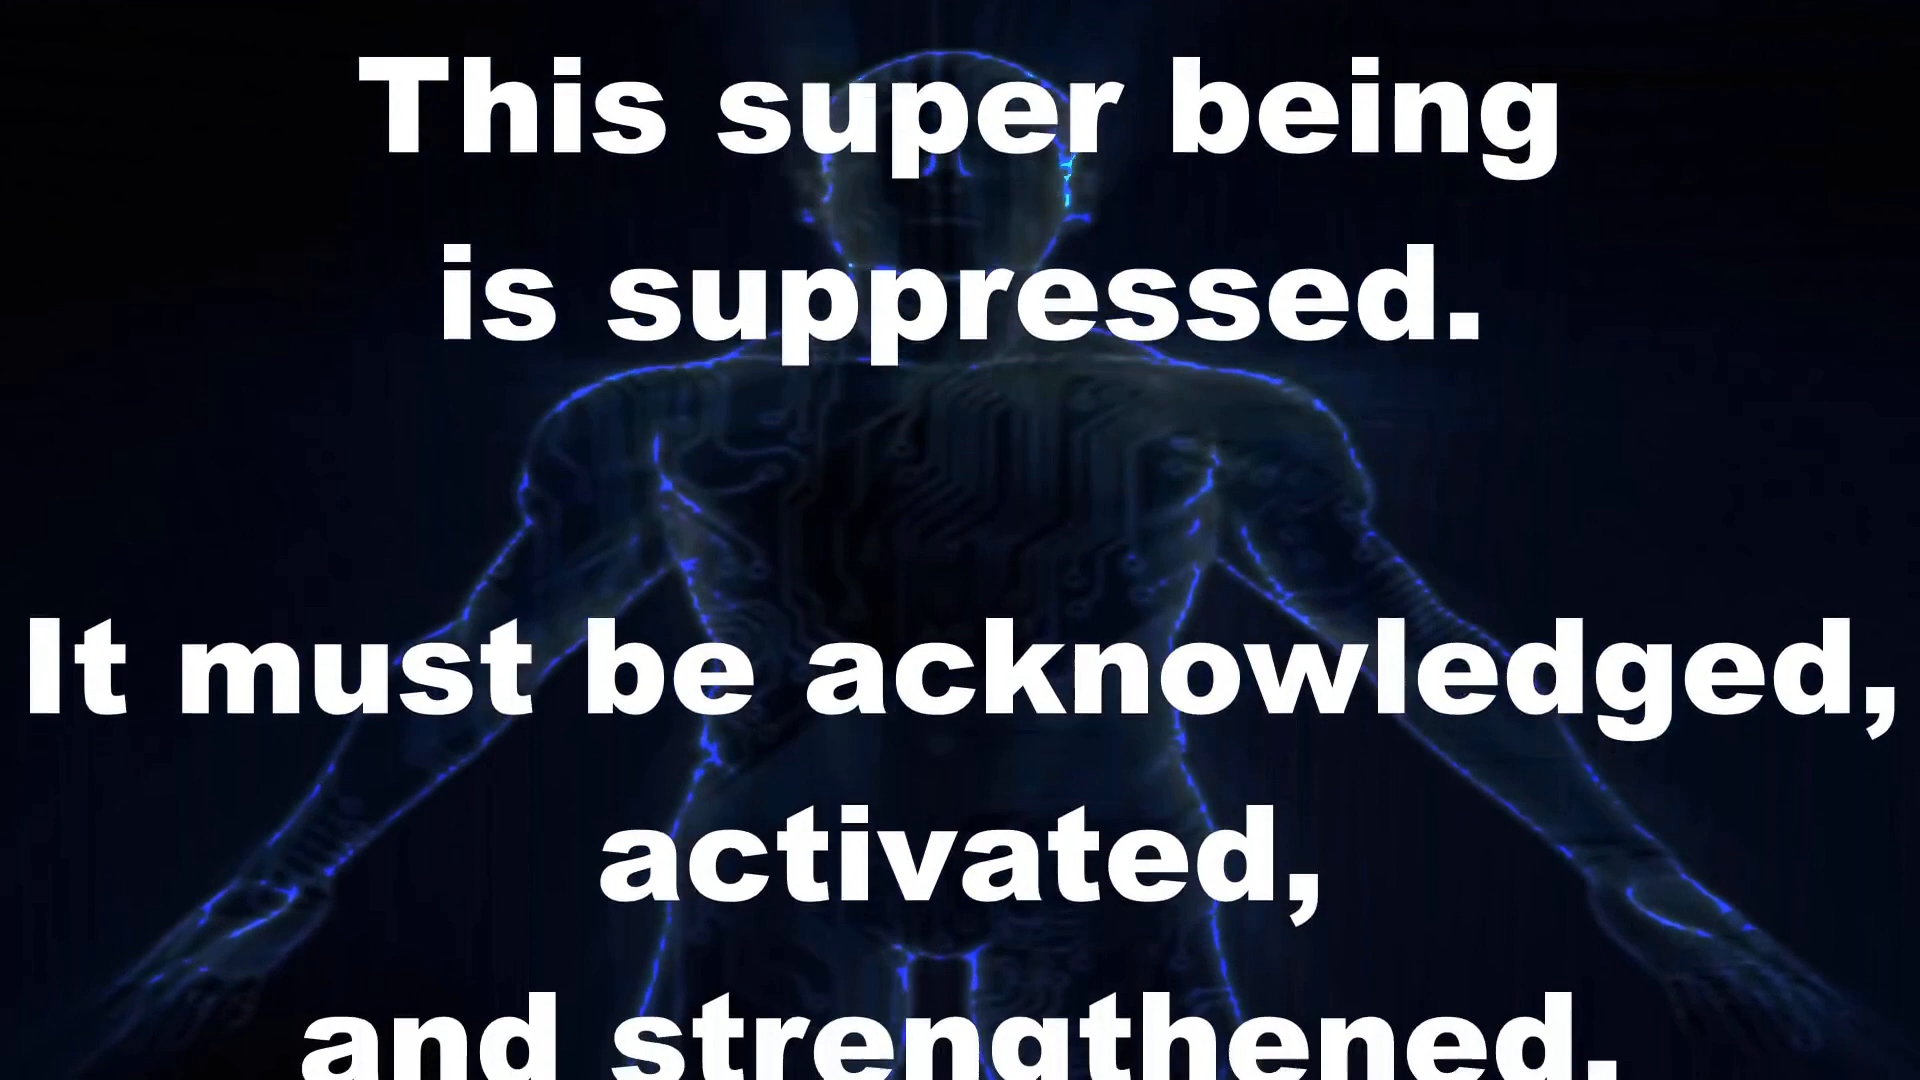 This super being
is suppressed.
It must be acknowledged,
activated,
and strengthened.